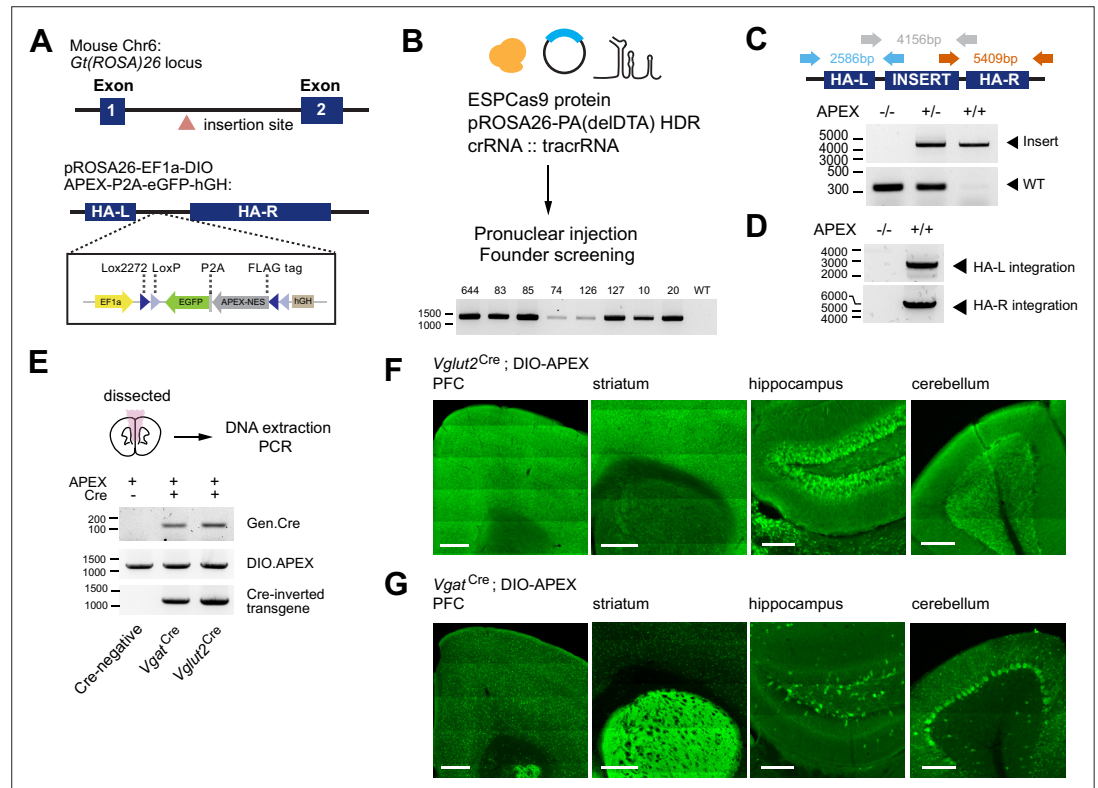 A
Mouse Chr6:
Gt(ROSA)26 locus
Exon
Exon
1
2
insertion site
pROSA26-EF1a-DIO
APEX-P2A-eGFP-hGH:
HA-L
HA-R
Lox2272 LoxP P2A FLAG tag
EF1a
EGFP
APEX-NES
hGH
B
ESPCas9 protein
pROSA26-PA(delDTA) HDR
crRNA :: tracrRNA
Pronuclear injection
Founder screening
644 83 85 74 126 127 10 20 WT
1500
1000
C
4156bp
2586bp
5409bp
HA-L INSERT HA-R
APEX -/- +/- +/+
5000
4000
3000
Insert
500
300
WT
D
APEX -/- +/+
4000
3000
2000
HA-L integration
6000
5000
4000
HA-R integration
E
dissected
DNA extraction
PCR
APEX + + +
Cre - + +
200
100
Gen.Cre
1500
1000
DIO.APEX
1500
1000
Cre-inverted
transgene
Cre-negative
VgatCre
Vglut2Cre
F
Vglut2Cre ; DIO-APEX
PFC striatum hippocampus cerebellum
G
VgatCre ; DIO-APEX
PFC striatum hippocampus cerebellum